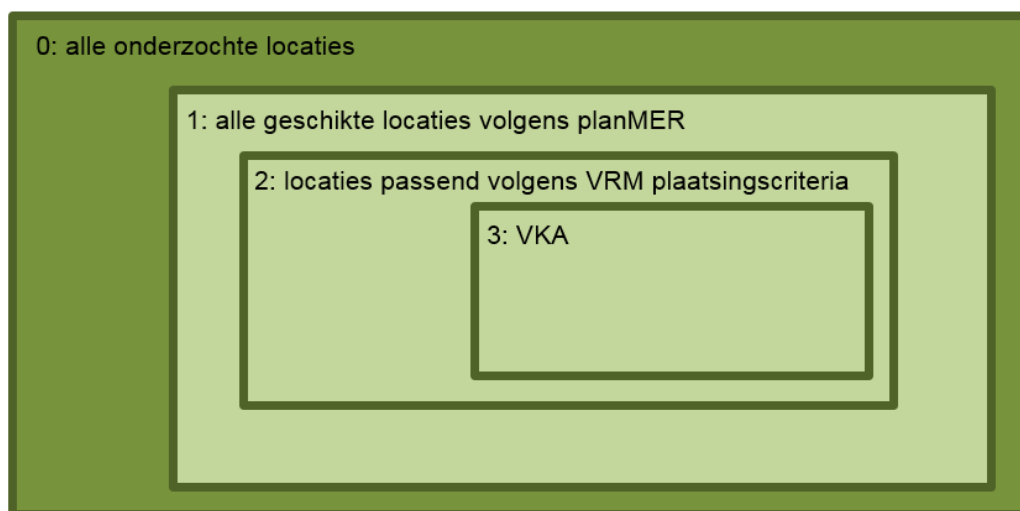 0: alle onderzochte locaties
1: alle geschikte locaties volgens planMER
2: locaties passend volgens VRM plaatsingscriteria
3: VKA